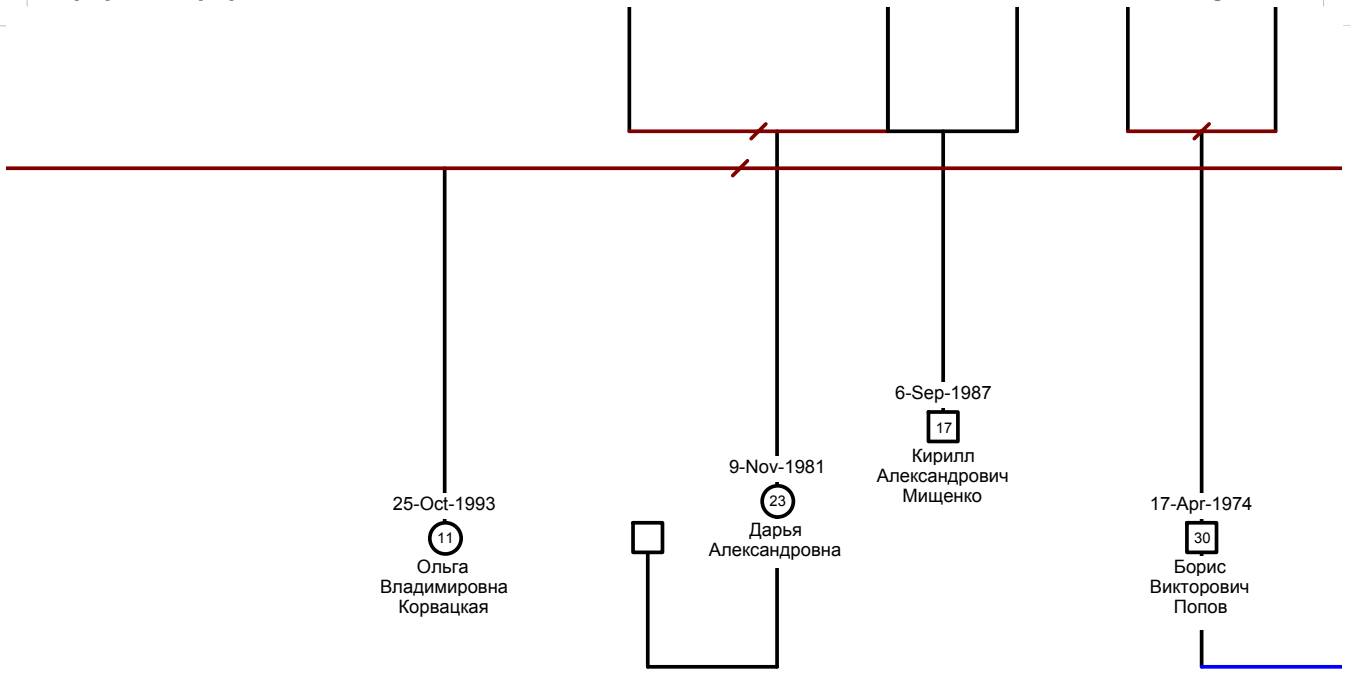 6-Sep-1987
17
Кирилл
Александрович
Мищенко
9-Nov-1981
23
Дарья
Александровна
25-Oct-1993
11
Ольга
Владимировна
Корвацкая
17-Apr-1974
30
Борис
Викторович
Попов